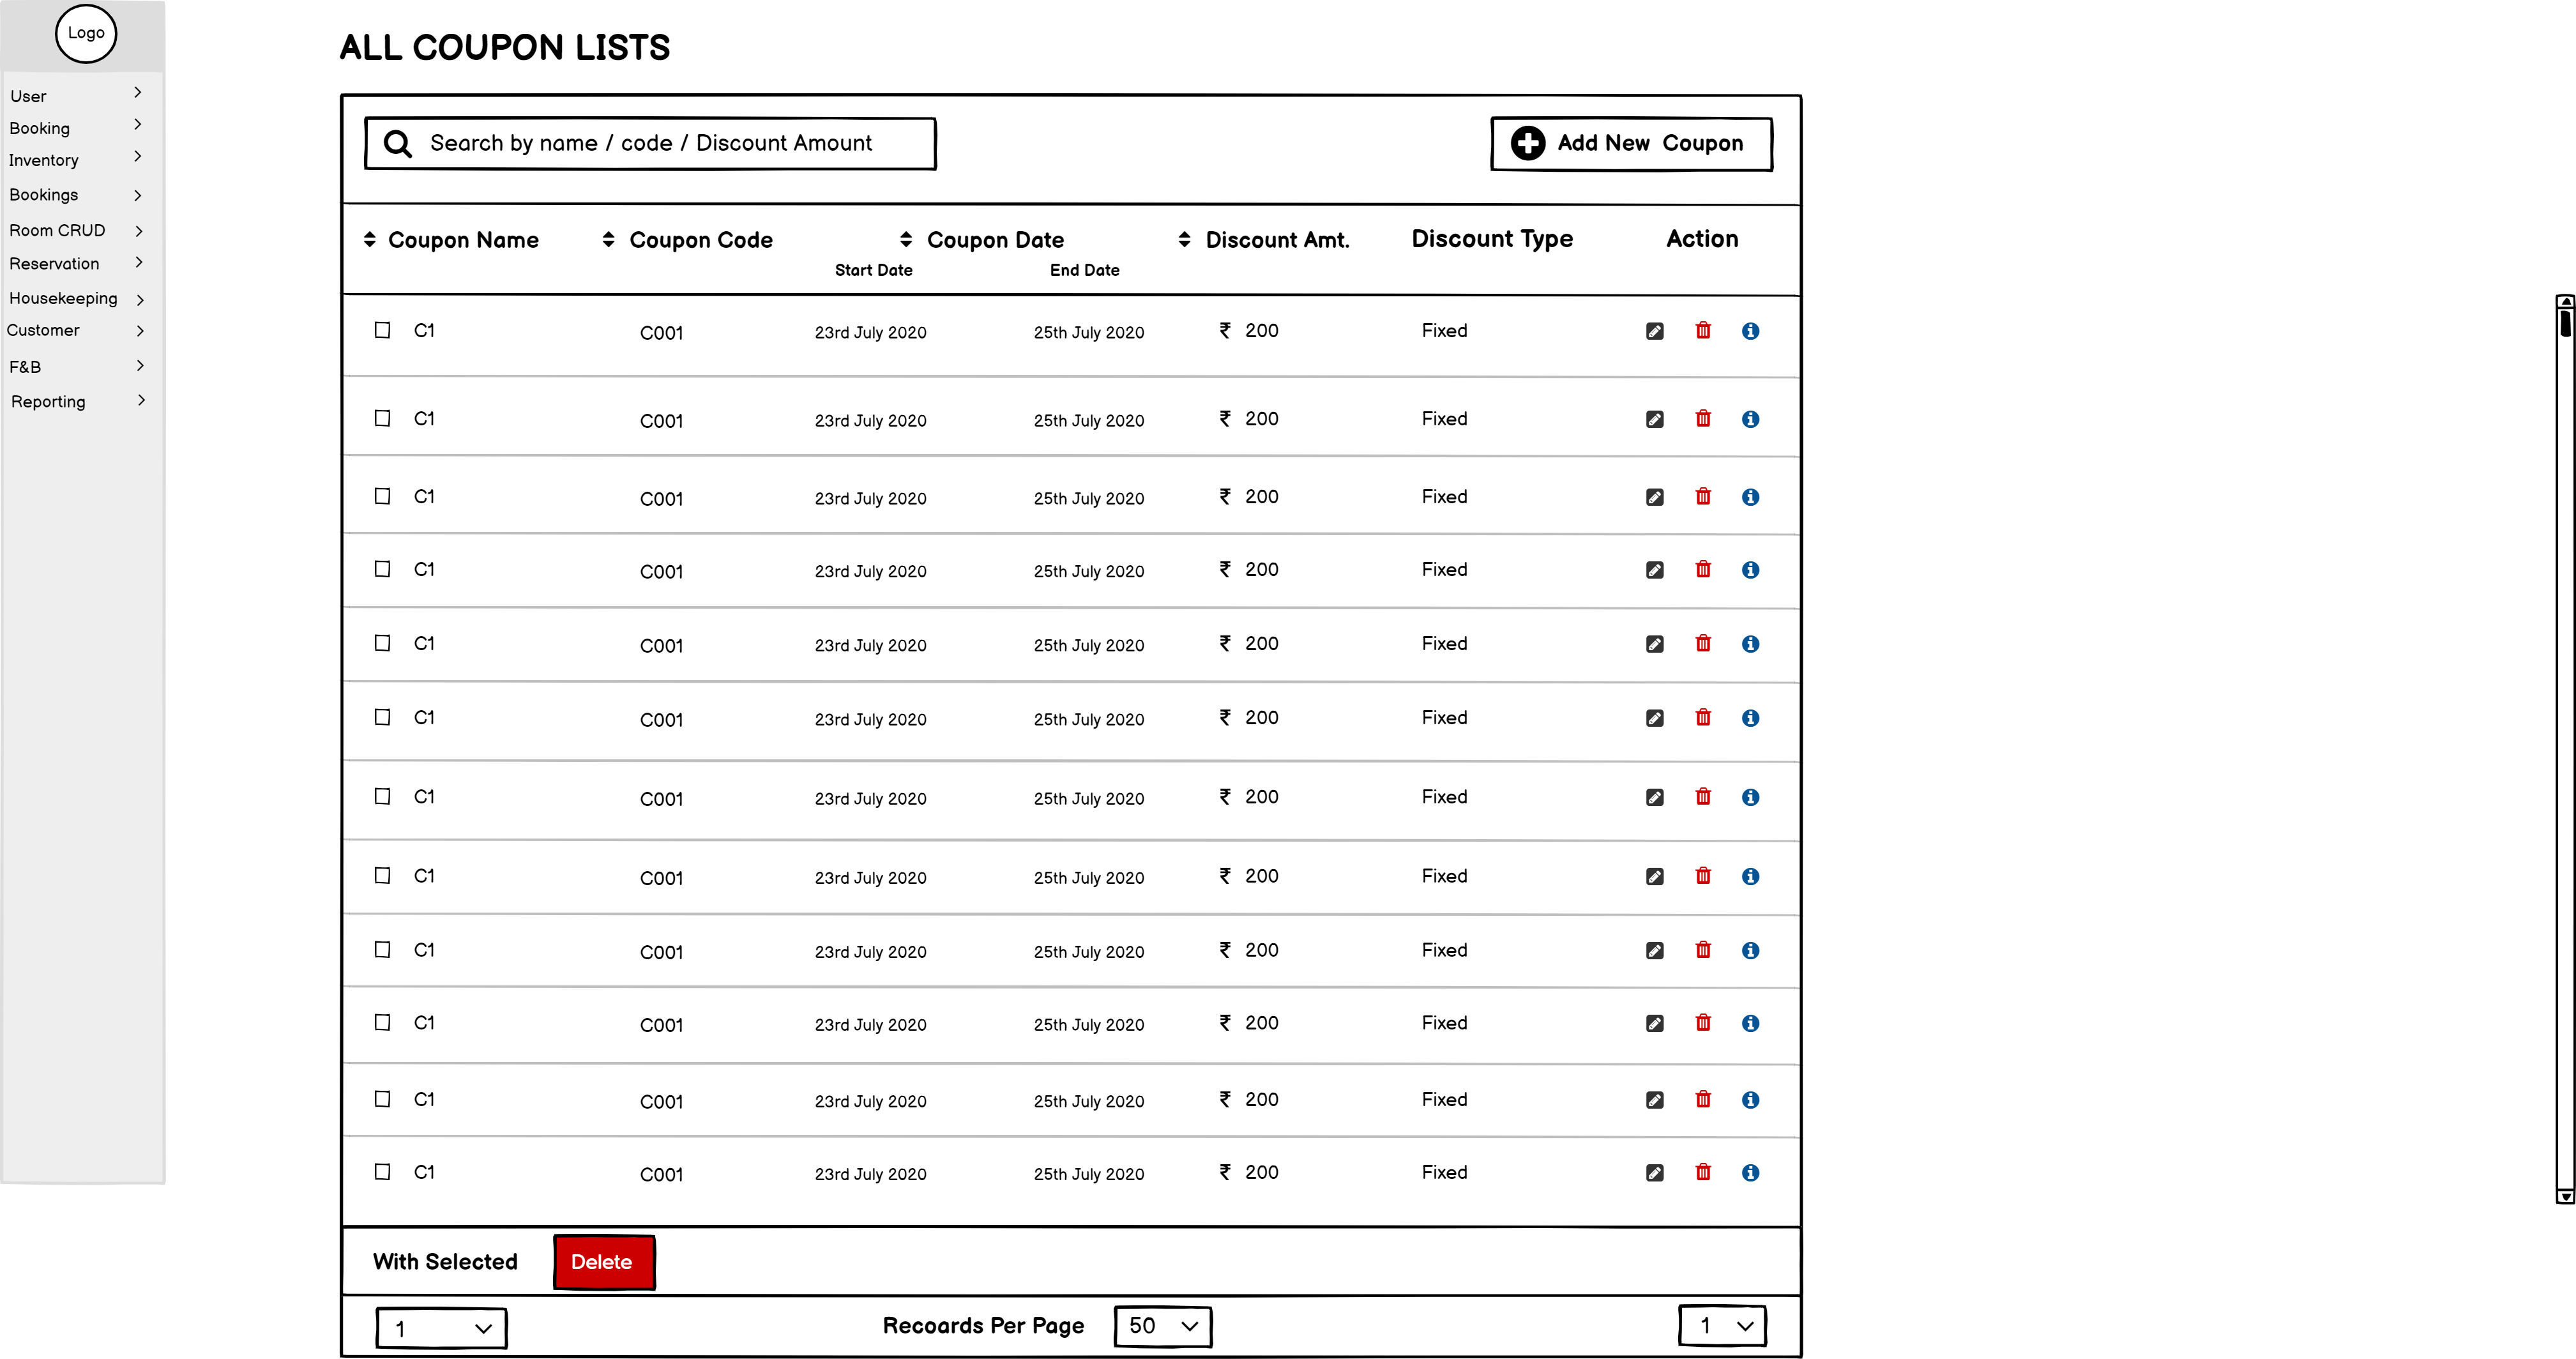 Logo
User
Booking
Inventory
Bookings
Room CRUD
Reservation
Housekeeping
Customer
F&B
Reporting
ALL COUPON LISTS
Search by name / code / Discount Amount
Add New Coupon
Coupon Name Coupon Code Coupon Date Discount Amt. Discount Type Action
Start Date End Date
C1 C001 23rd July 2020 25th July 2020 ₹ 200 Fixed
C1 C001 23rd July 2020 25th July 2020 ₹ 200 Fixed
C1 C001 23rd July 2020 25th July 2020 ₹ 200 Fixed
C1 C001 23rd July 2020 25th July 2020 ₹ 200 Fixed
C1 C001 23rd July 2020 25th July 2020 ₹ 200 Fixed
C1 C001 23rd July 2020 25th July 2020 ₹ 200 Fixed
C1 C001 23rd July 2020 25th July 2020 ₹ 200 Fixed
C1 C001 23rd July 2020 25th July 2020 ₹ 200 Fixed
C1 C001 23rd July 2020 25th July 2020 ₹ 200 Fixed
C1 C001 23rd July 2020 25th July 2020 ₹ 200 Fixed
C1 C001 23rd July 2020 25th July 2020 ₹ 200 Fixed
C1 C001 23rd July 2020 25th July 2020 ₹ 200 Fixed
With Selected Delete
1 Recoards Per Page 50 1